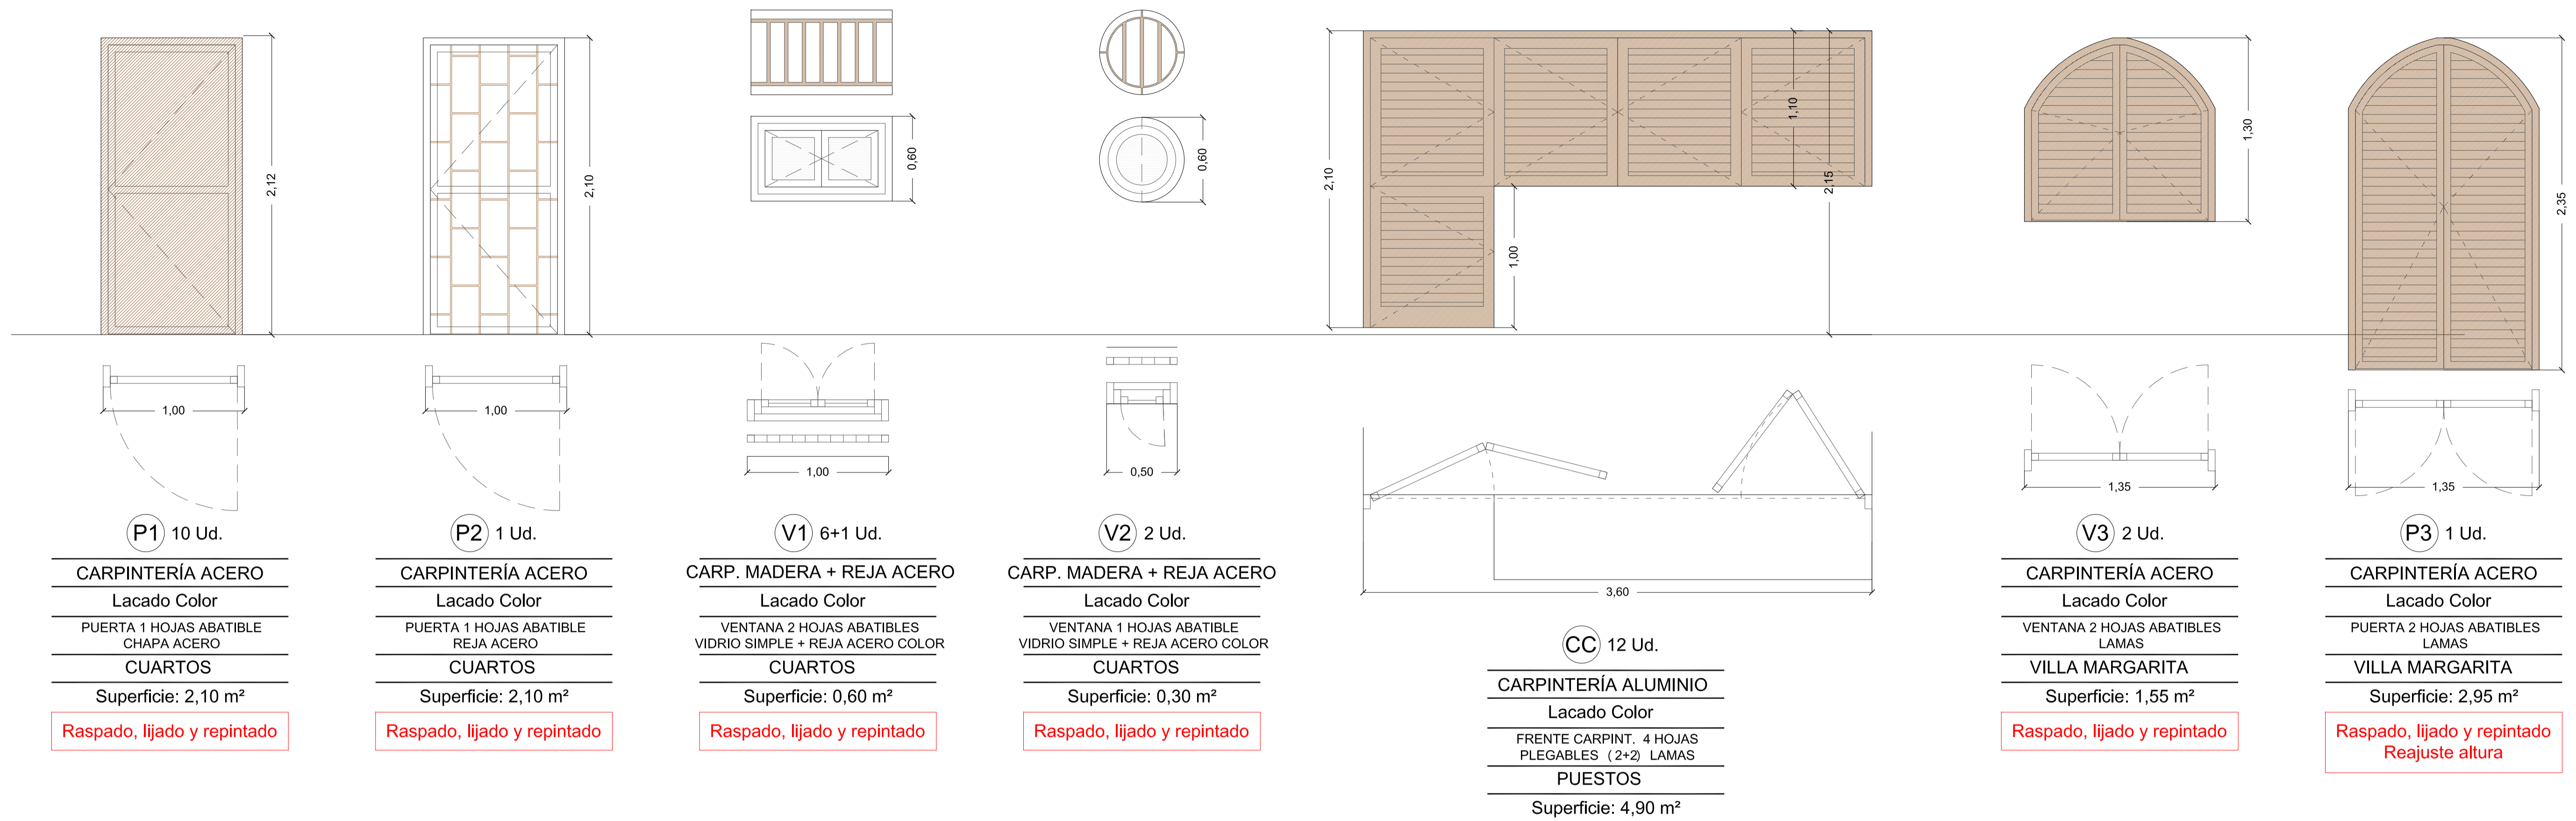 2,12
1,00
P1 10 Ud.
CARPINTERÍA ACERO
Lacado Color
PUERTA 1 HOJAS ABATIBLE
CHAPA ACERO
CUARTOS
Superficie: 2,10 m²
Raspado, lijado y repintado
2,10
1,00
P2 1 Ud.
CARPINTERÍA ACERO
Lacado Color
PUERTA 1 HOJAS ABATIBLE
REJA ACERO
CUARTOS
Superficie: 2,10 m²
Raspado, lijado y repintado
0,60
1,00
V1 6+1 Ud.
CARP. MADERA + REJA ACERO
Lacado Color
VENTANA 2 HOJAS ABATIBLES
VIDRIO SIMPLE + REJA ACERO COLOR
CUARTOS
Superficie: 0,60 m²
Raspado, lijado y repintado
0,60
0,50
V2 2 Ud.
CARP. MADERA + REJA ACERO
Lacado Color
VENTANA 1 HOJAS ABATIBLE
VIDRIO SIMPLE + REJA ACERO COLOR
CUARTOS
Superficie: 0,30 m²
Raspado, lijado y repintado
2,10
1,10
2,15
1,00
3,60
CC 12 Ud.
CARPINTERÍA ALUMINIO
Lacado Color
FRENTE CARPINT. 4 HOJAS
PLEGABLES (2+2) LAMAS
PUESTOS
Superficie: 4,90 m²
1,30
1,35
V3 2 Ud.
CARPINTERÍA ACERO
Lacado Color
VENTANA 2 HOJAS ABATIBLES
LAMAS
VILLA MARGARITA
Superficie: 1,55 m²
Raspado, lijado y repintado
2,35
1,35
P3 1 Ud.
CARPINTERÍA ACERO
Lacado Color
PUERTA 2 HOJAS ABATIBLES
LAMAS
VILLA MARGARITA
Superficie: 2,95 m²
Raspado, lijado y repintado
Reajuste altura